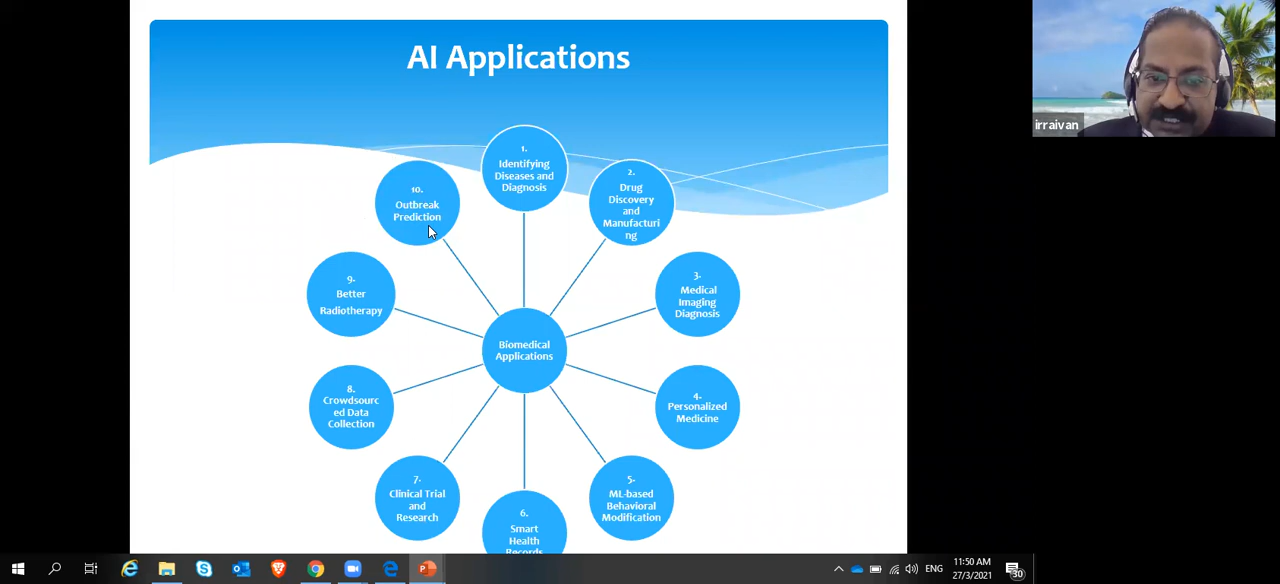 AI Applications
irraivan
1.
Identifying
Diseases and
Diagnosis
2.
Drug
Discovery
and
Manufacturi
ng
3.
Medical
Imaging
Diagnosis
4.
Personalized
Medicine
5.
ML-based
Behavioral
Modification
6.
Smart
Health
Records
7.
Clinical Trial
and
Research
8.
Crowdsourc
ed Data
Collection
9.
Better
Radiotherapy
10.
Outbreak
Prediction
Biomedical
Applications
ENG
11:50 AM
27/3/2021
30